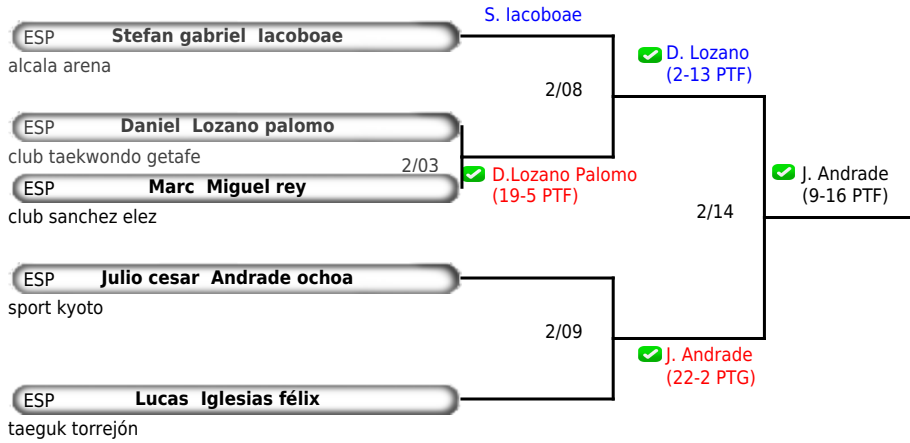 S. Iacoboae
ESP Stefan gabriel Iacoboae
alcala arena
D. Lozano
(2-13 PTF)
2/08
ESP Daniel Lozano palomo
club taekwondo getafe
2/03
D.Lozano Palomo
(19-5 PTF)
ESP Marc Miguel rey
club sanchez elez
J. Andrade
(9-16 PTF)
2/14
ESP Julio cesar Andrade ochoa
sport kyoto
2/09
J. Andrade
(22-2 PTG)
ESP Lucas Iglesias félix
taeguk torrejón